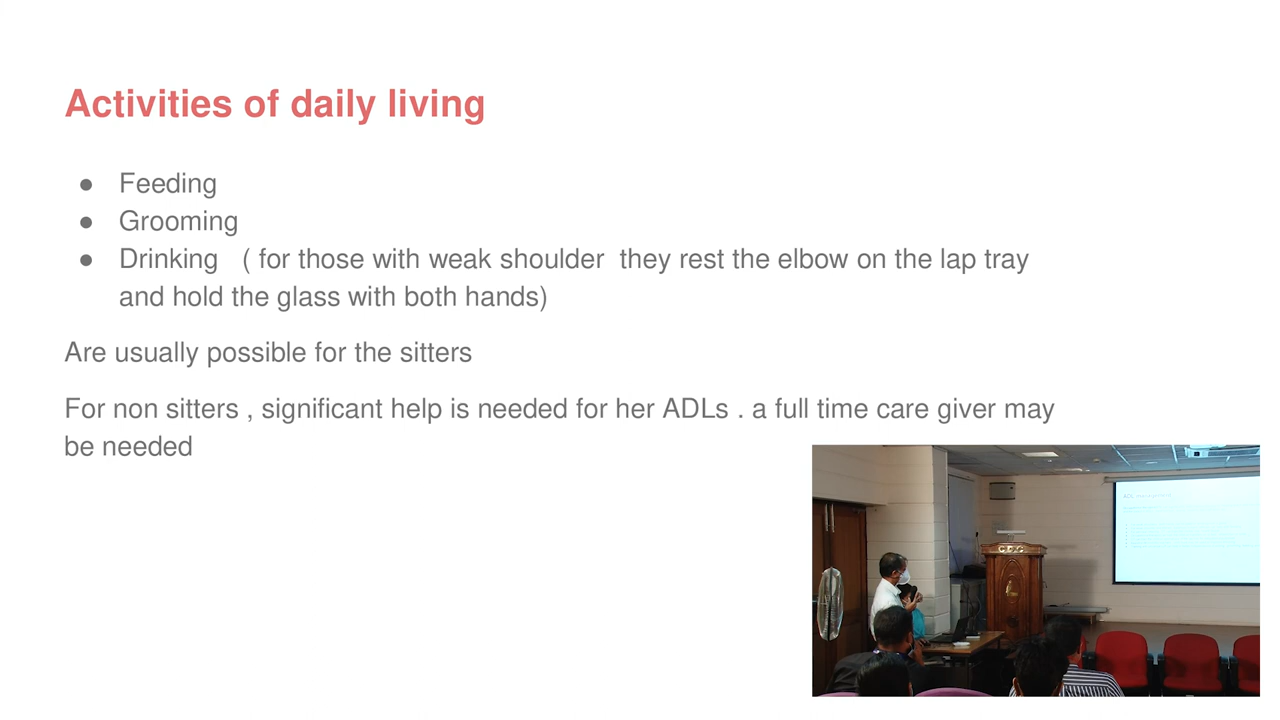 Activities of daily living
● Feeding
● Grooming
● Drinking ( for those with weak shoulder they rest the elbow on the lap tray
and hold the glass with both hands)
Are usually possible for the sitters
For non sitters , significant help is needed for her ADLs . a full time care giver may
be needed
CDC